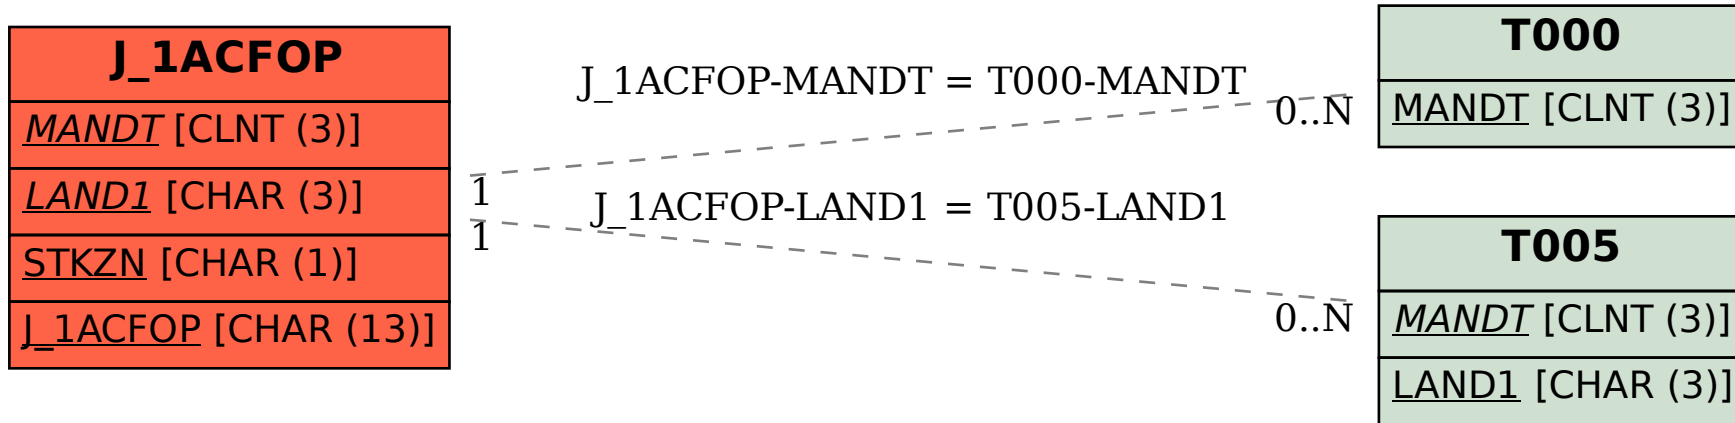 J_1ACFOP
MANDT [CLNT (3)]
LAND1 [CHAR (3)]
STKZN [CHAR (1)]
J_1ACFOP [CHAR (13)]
J_1ACFOP-MANDT = T000-MANDT
0..N
1
J_1ACFOP-LAND1 = T005-LAND1
1
0..N
T000
MANDT [CLNT (3)]
T005
MANDT [CLNT (3)]
LAND1 [CHAR (3)]